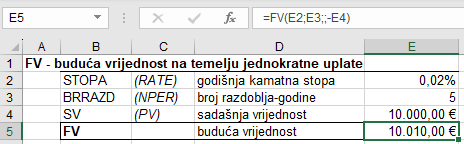 E5 fx =FV(E2;E3;;-E4)
A B C D E
1 FV - buduća vrijednost na temelju jednokratne uplate
2 STOPA (RATE) godišnja kamatna stopa 0,02%
3 BRRAZD (NPER) broj razdoblja-godine 5
4 SV (PV) sadašnja vrijednost 10.000,00 €
5 FV buduća vrijednost 10.010,00 €